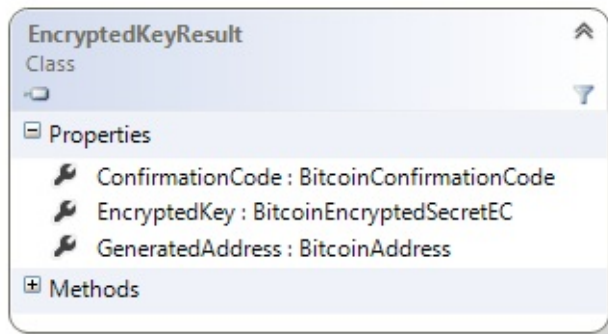 EncryptedKeyResult
Class
Properties
ConfirmationCode : BitcoinConfirmationCode
EncryptedKey : BitcoinEncryptedSecretEC
GeneratedAddress : BitcoinAddress
Methods